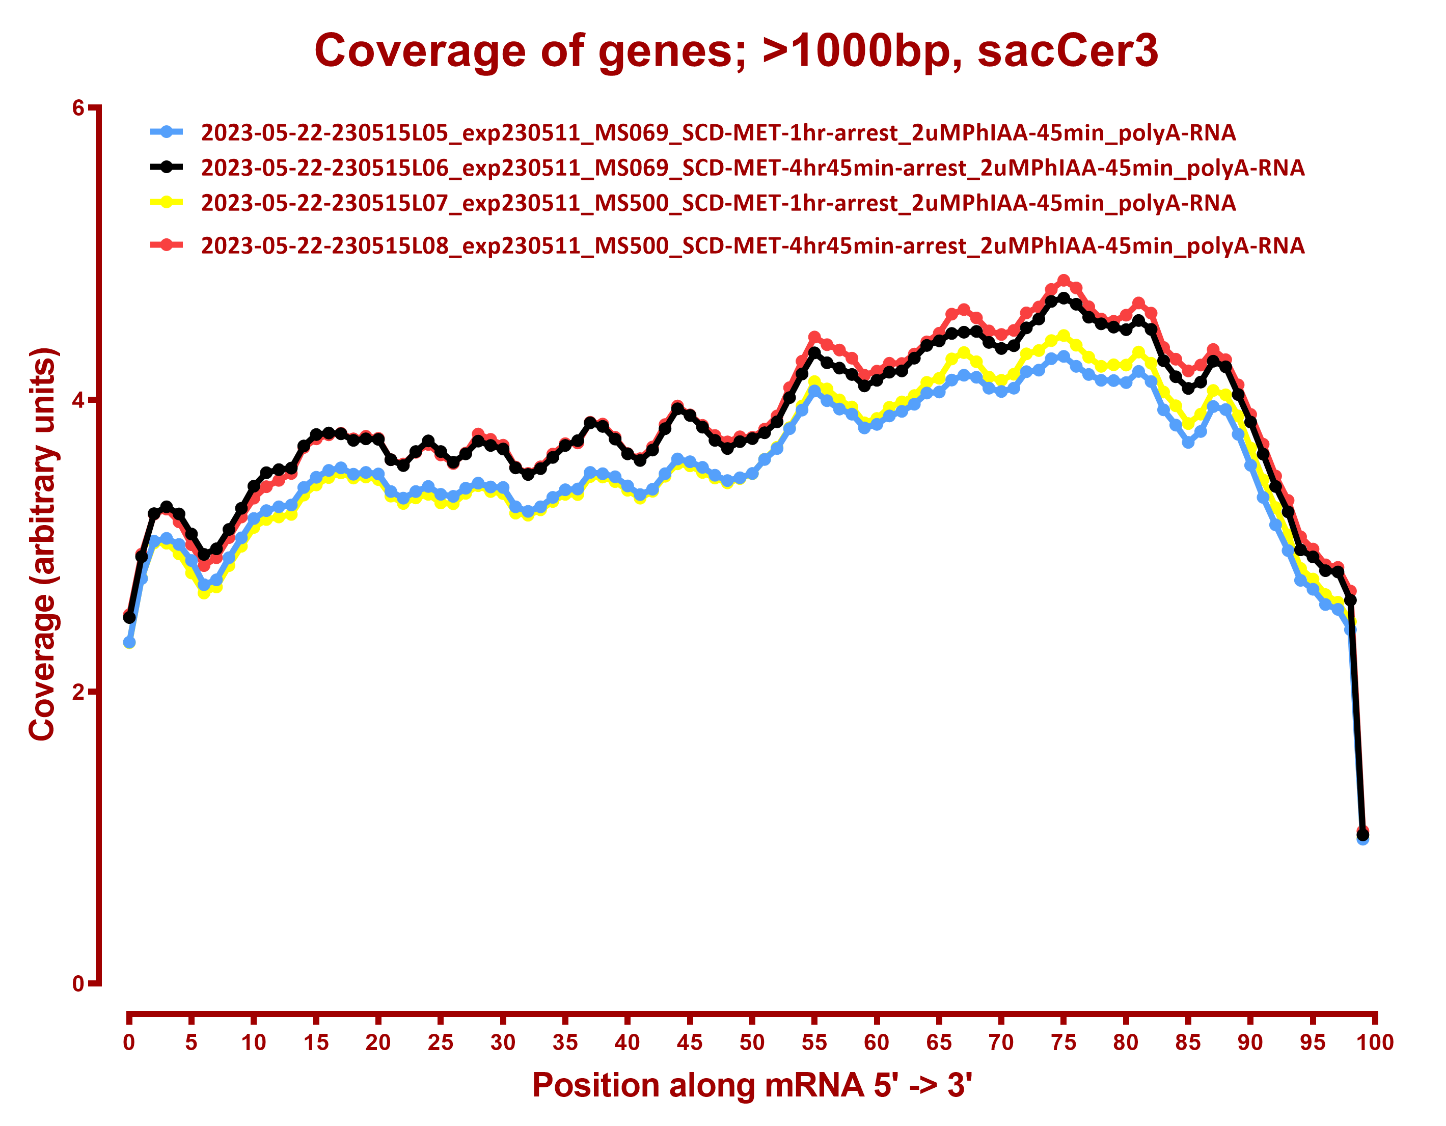 Coverage of genes; >1000bp, sacCer3
6
2023-05-22-230515L05_exp230511_MS069_SCD-MET-1hr-arrest_2uMPhIAA-45min_polyA-RNA
2023-05-22-230515L06_exp230511_MS069_SCD-MET-4hr45min-arrest_2uMPhIAA-45min_polyA-RNA
2023-05-22-230515L07_exp230511_MS500_SCD-MET-1hr-arrest_2uMPhIAA-45min_polyA-RNA
2023-05-22-230515L08_exp230511_MS500_SCD-MET-4hr45min-arrest_2uMPhIAA-45min_polyA-RNA
4
Coverage (arbitrary units)
2
0
0 5 10 15 20 25 30 35 40 45 50 55 60 65 70 75 80 85 90 95 100
Position along mRNA 5' -> 3'